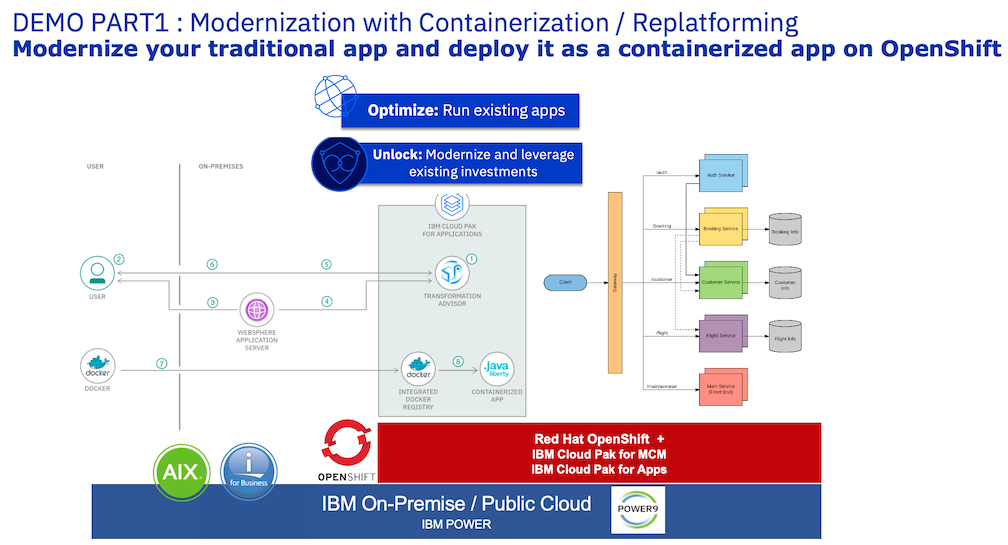 DEMO PART1 : Modernization with Containerization / Replatforming
Modernize your traditional app and deploy it as a containerized app on OpenShift
Optimize: Run existing apps
Unlock: Modernize and leverage
existing investments
USER
ON-PREMISES
IBM CLOUD PAK
FOR APPLICATIONS
2
6
5
1
USER
TRANSFORMATION
ADVISOR
3
4
WEBSPHERE
APPLICATION
SERVER
docker
DOCKER
7
docker
INTEGRATED
DOCKER
REGISTRY
8
.java
liberty
CONTAINERIZED
APP
Client
Gateway
/auth
Auth Service
/booking
Booking Service
Booking Info
/customer
Customer Service
Customer
Info
/flight
Flight Service
Flight Info
/main/acmeair
Main Service
(Front End)
AIX
i
for Business
OPENSHIFT
Red Hat OpenShift +
IBM Cloud Pak for MCM
IBM Cloud Pak for Apps
IBM On-Premise / Public Cloud
IBM POWER
POWER9